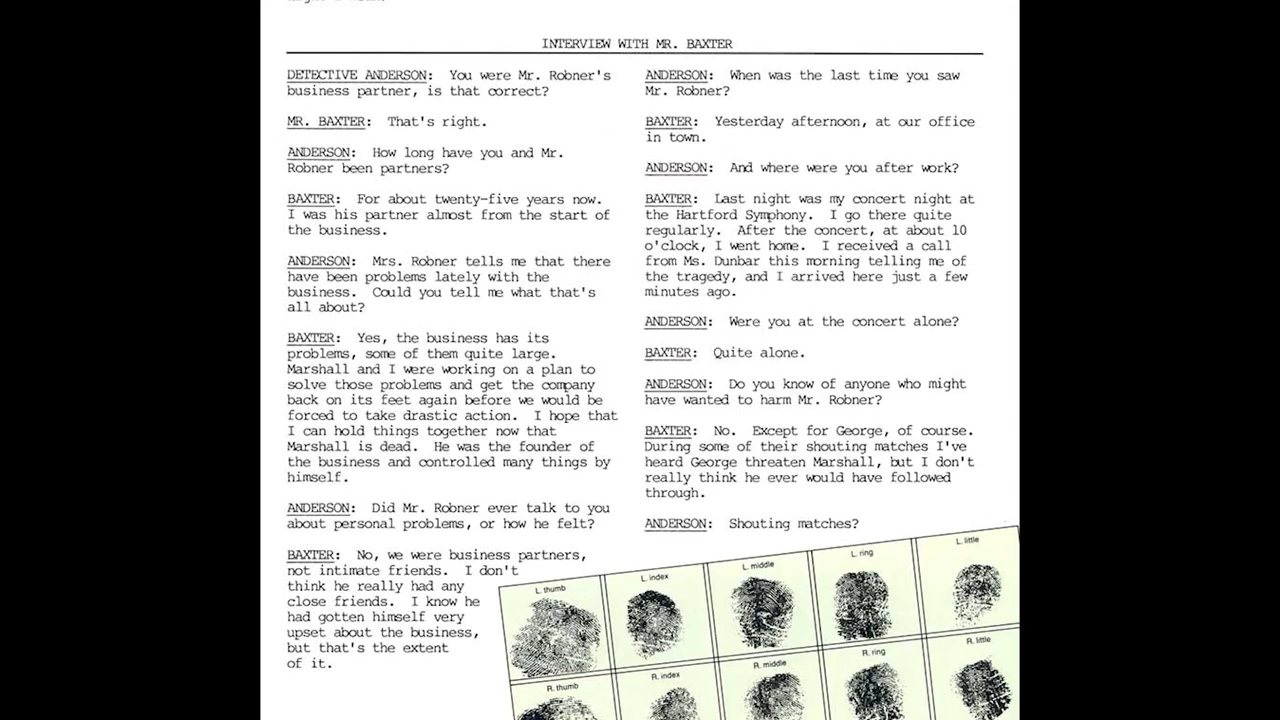 INTERVIEW WITH MR. BAXTER
DETECTIVE ANDERSON: You were Mr. Robner's
business partner, is that correct?
MR. BAXTER: That's right.
ANDERSON: How long have you and Mr.
Robner been partners?
BAXTER: For about twenty-five years now.
I was his partner almost from the start of
the business.
ANDERSON: Mrs. Robner tells me that there
have been problems lately with the
business. Could you tell me what that's
all about?
BAXTER: Yes, the business has its
problems, some of them quite large.
Marshall and I were working on a plan to
solve those problems and get the company
back on its feet again before we would be
forced to take drastic action. I hope that
I can hold things together now that
Marshall is dead. He was the founder of
the business and controlled many things by
himself.
ANDERSON: Did Mr. Robner ever talk to you
about personal problems, or how he felt?
BAXTER: No, we were business partners,
not intimate friends. I don't
think he really had any
close friends. I know he
had gotten himself very
upset about the business,
but that's the extent
of it.
ANDERSON: When was the last time you saw
Mr. Robner?
BAXTER: Yesterday afternoon, at our office
in town.
ANDERSON: And where were you after work?
BAXTER: Last night was my concert night at
the Hartford Symphony. I go there quite
regularly. After the concert, at about 10
o'clock, I went home. I received a call
from Ms. Dunbar this morning telling me of
the tragedy, and I arrived here just a few
minutes ago.
ANDERSON: Were you at the concert alone?
BAXTER: Quite alone.
ANDERSON: Do you know of anyone who might
have wanted to harm Mr. Robner?
BAXTER: No. Except for George, of course.
During some of their shouting matches I've
heard George threaten Marshall, but I don't
really think he ever would have followed
through.
ANDERSON: Shouting matches?
L. thumb
L. index
L. middle
L. ring
L. little
R. thumb
R. index
R. middle
R. ring
R. little